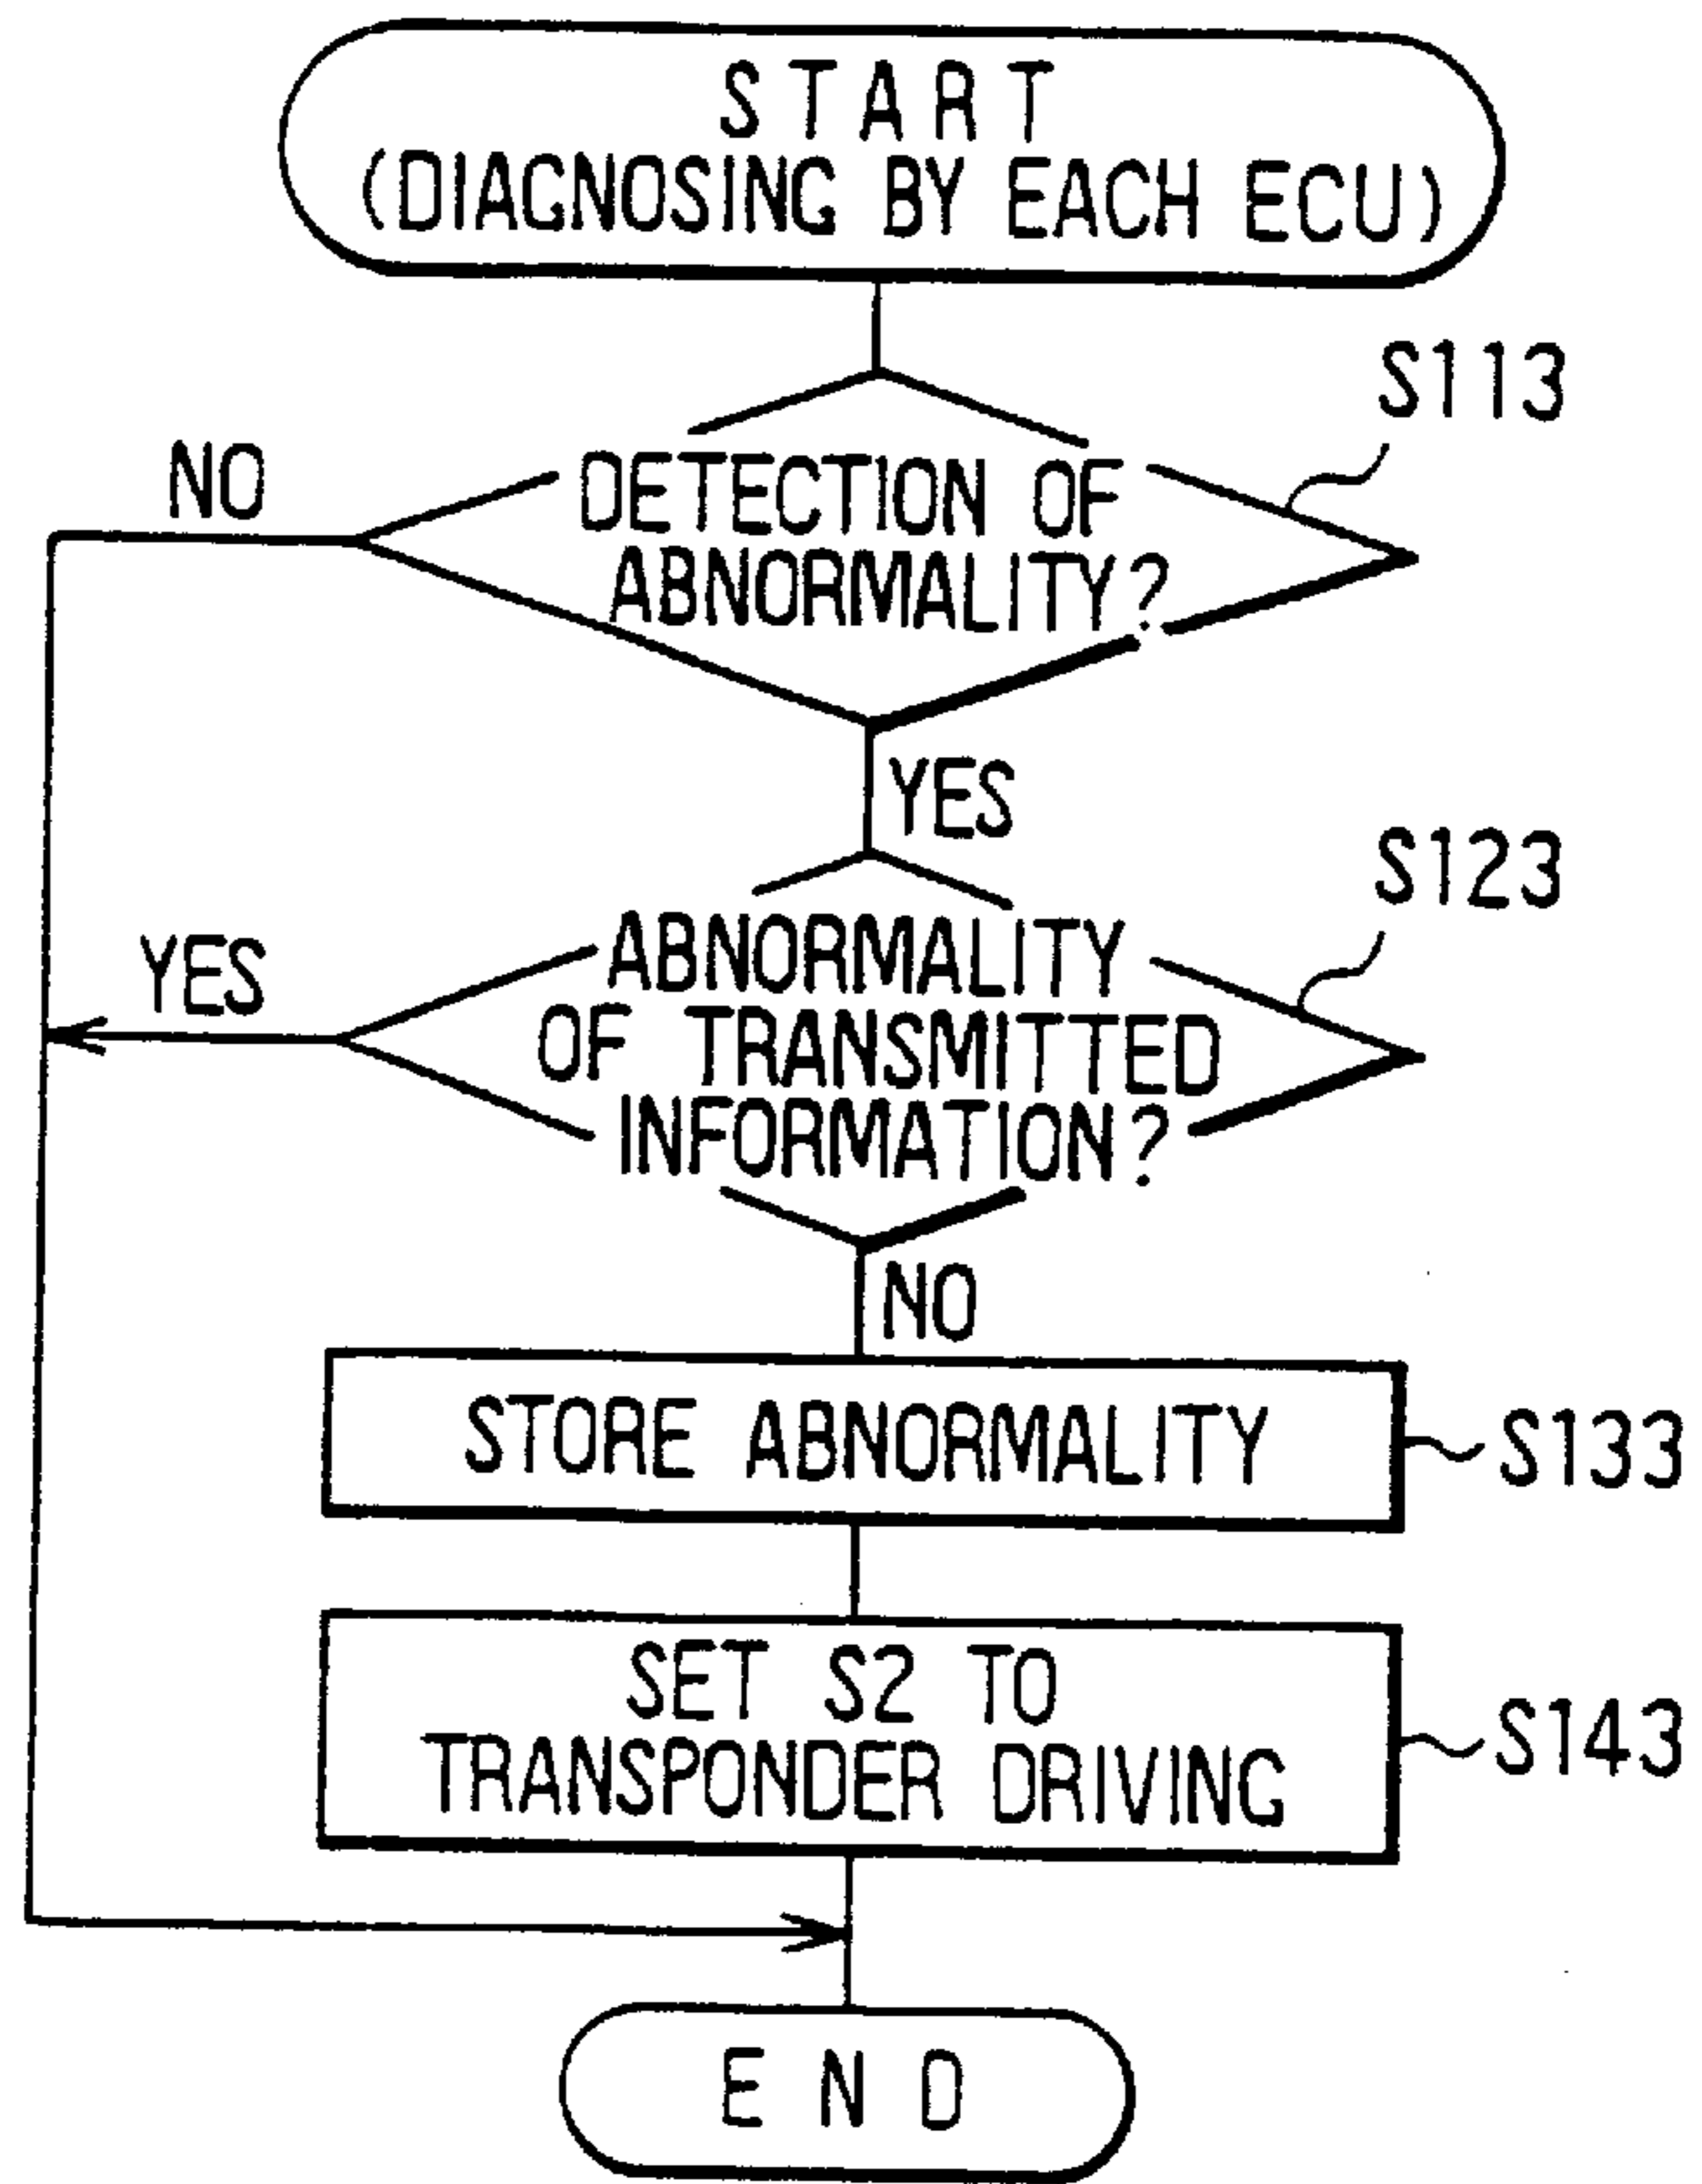 START
(DIAGNOSING BY EACH ECU)
S113
NO
DETECTION OF
ABNORMALITY?
YES
S123
YES
ABNORMALITY
OF TRANSMITTED
INFORMATION?
NO
STORE ABNORMALITY
S133
SET S2 TO
TRANSPONDER DRIVING
S143
END